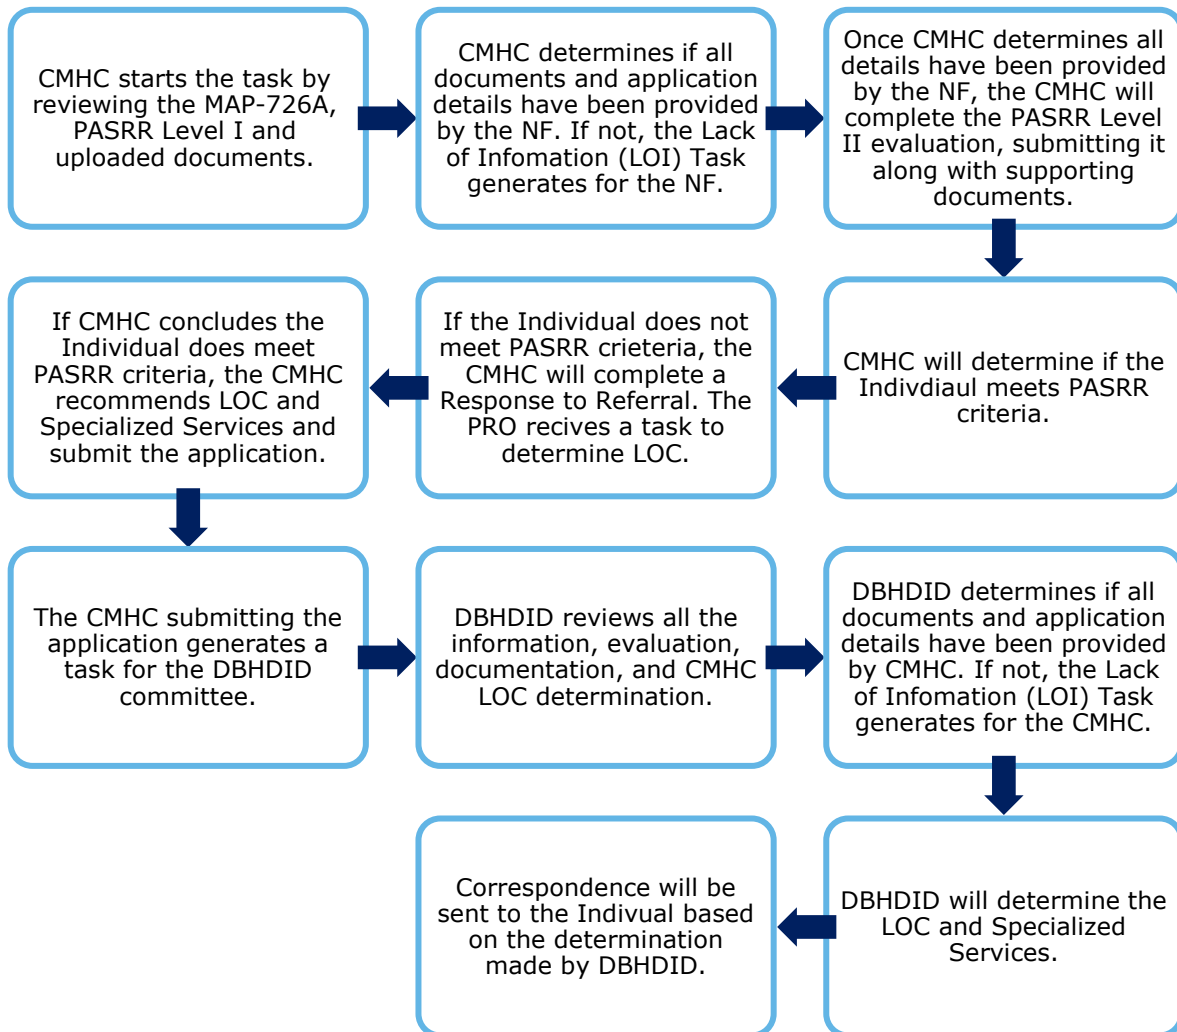 CMHC starts the task by
reviewing the MAP-726A,
PASRR Level I and
uploaded documents.
CMHC determines if all
documents and application
details have been provided
by the NF. If not, the Lack
of Infomation (LOI) Task
generates for the NF.
Once CMHC determines all
details have been provided
by the NF, the CMHC will
complete the PASRR Level
II evaluation, submitting it
along with supporting
documents.
CMHC will determine if the
Indivdiaul meets PASRR
criteria.
If the Individual does not
meet PASRR crieteria, the
CMHC will complete a
Response to Referral. The
PRO recives a task to
determine LOC.
If CMHC concludes the
Individual does meet
PASRR criteria, the CMHC
recommends LOC and
Specialized Services and
submit the application.
The CMHC submitting the
application generates a
task for the DBHDID
committee.
DBHDID reviews all the
information, evaluation,
documentation, and CMHC
LOC determination.
DBHDID determines if all
documents and application
details have been provided
by CMHC. If not, the Lack
of Infomation (LOI) Task
generates for the CMHC.
DBHDID will determine the
LOC and Specialized
Services.
Correspondence will be
sent to the Indivual based
on the determination
made by DBHDID.